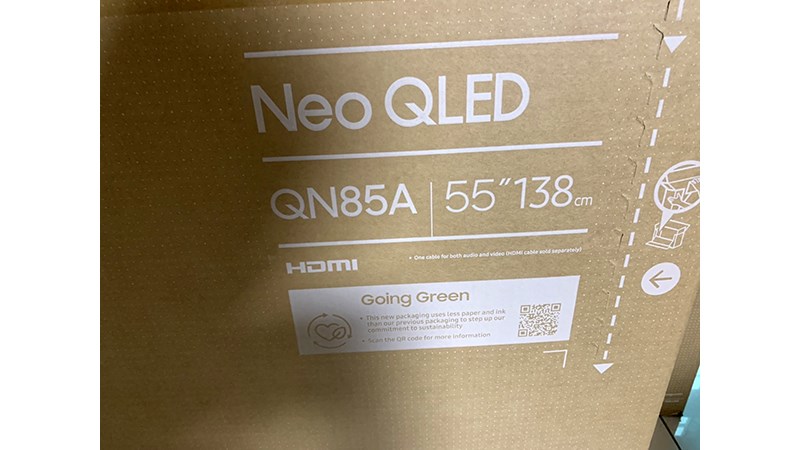 Neo QLED
QN85A 55″138cm
• One cable for both audio and video (HDMI cable sold separately)
HDMI
Going Green
• This new packaging uses less paper and ink
than our previous packaging to step up our
commitment to sustainability
• Scan the QR code for more information